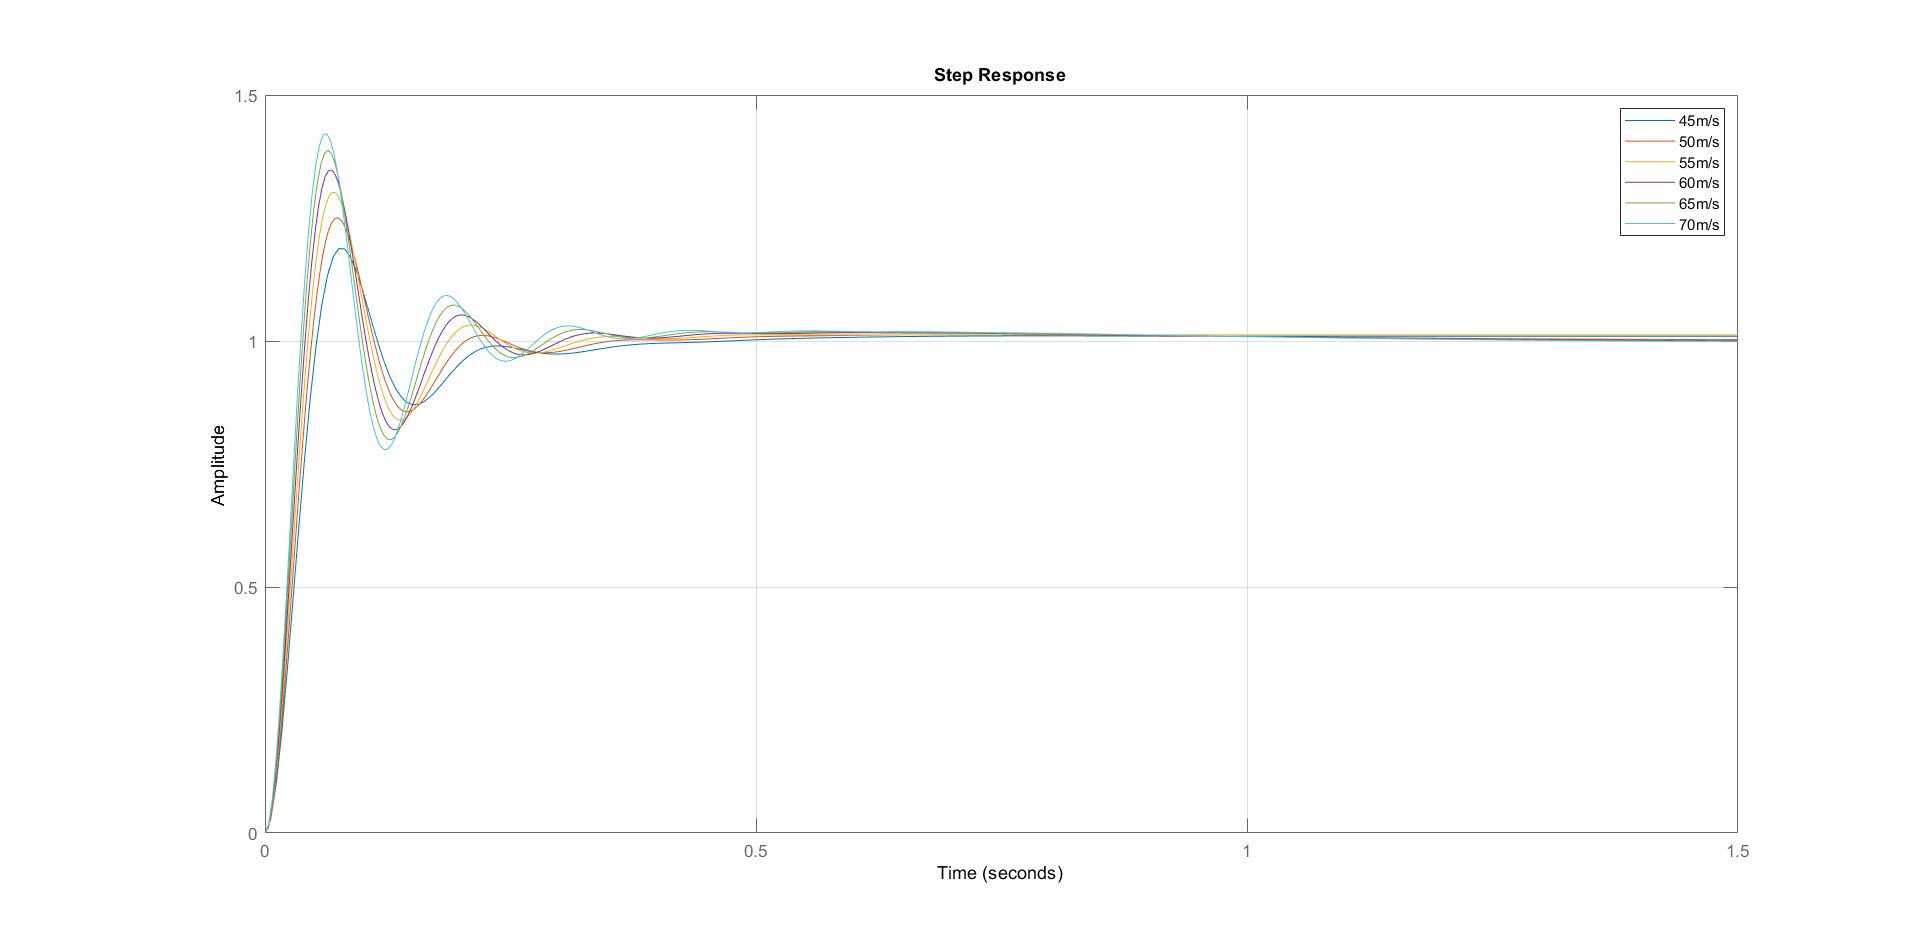 Step Response
1.5
1
0.5
0
Amplitude
45m/s
50m/s
55m/s
60m/s
65m/s
70m/s
0
0.5
1
1.5
Time (seconds)